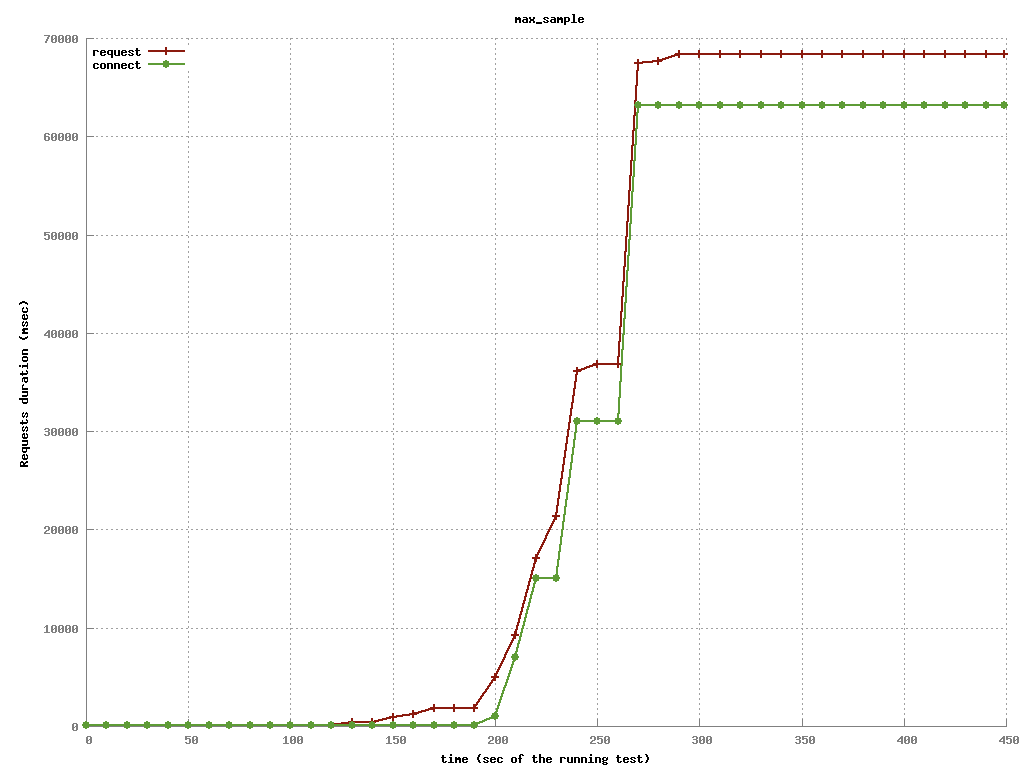 max_sample
request
connect
70000
60000
50000
40000
30000
20000
10000
0
Requests duration (msec)
0 50 100 150 200 250 300 350 400 450
time (sec of the running test)